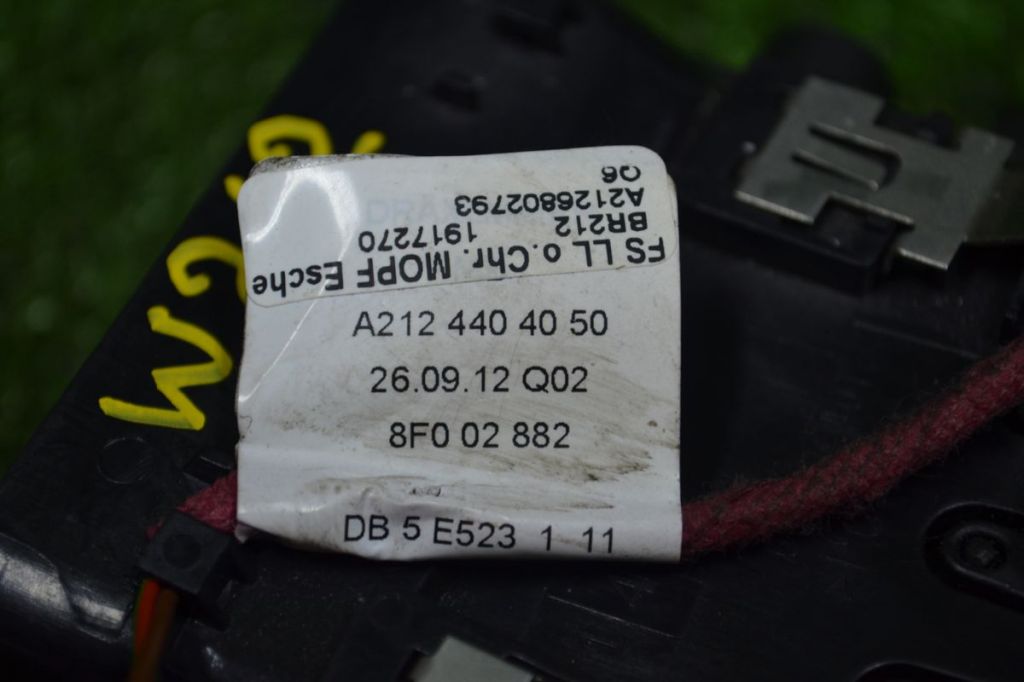 FS LL o.Chr. MOPF Esche
BR212 1917270
A2126802793
Q6
A212 440 40 50
26.09.12 Q02
8F0 02 882
DB 5 E523 1 11